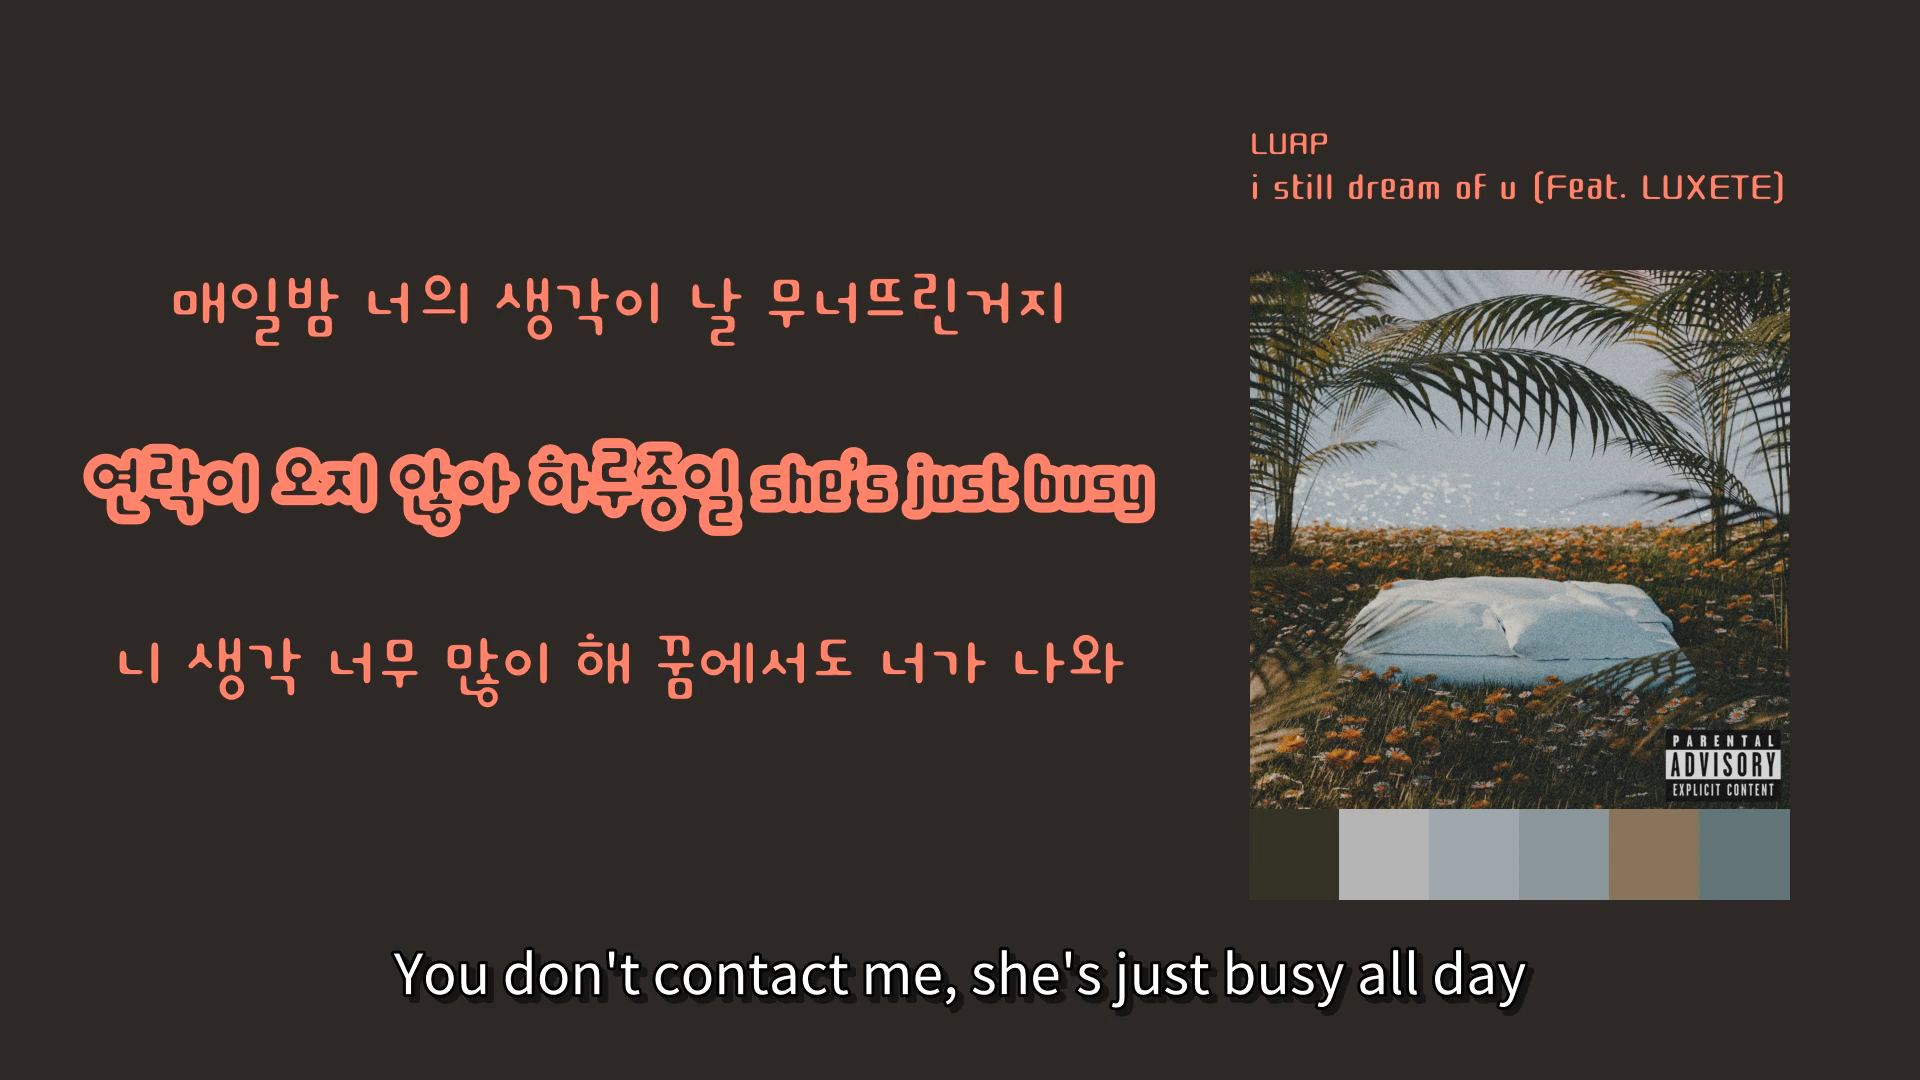 LUAP
i still dream of u (Feat. LUXETE)
매일밤 너의 생각이 날 무너뜨린거지
연락이 오지 않아 하루종일 she's just busy
니 생각 너무 많이 해 꿈에서도 너가 나와
PARENTAL
ADVISORY
EXPLICIT CONTENT
You don't contact me, she's just busy all day